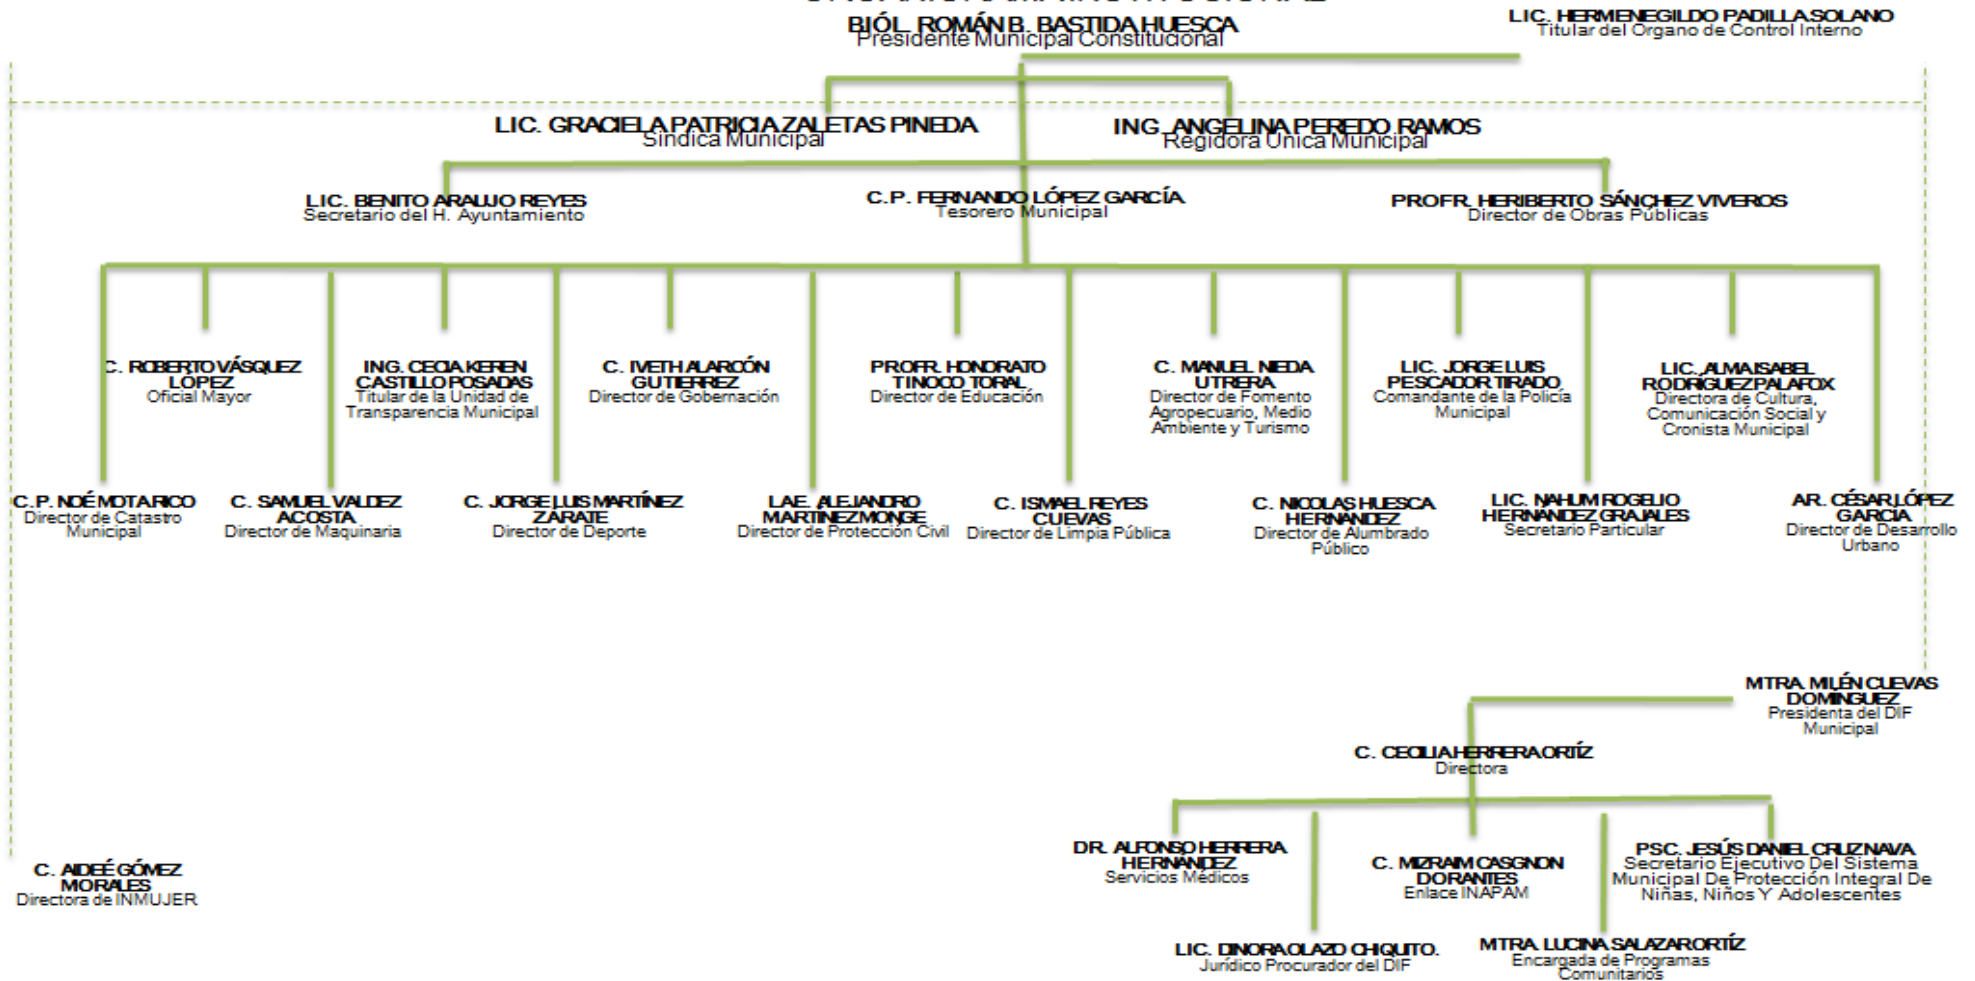 BIÓL. ROMÁN B. BASTIDA HUESCA
Presidente Municipal Constitucional
LIC. HERMENEGILDO PADILLA SOLANO
Titular del Organo de Control Interno
LIC. GRACIELA PATRICIA ZALETAS PINEDA
Síndica Municipal
ING. ANGELINA PEREDO RAMOS
Regidora Única Municipal
LIC. BENITO ARAUJO REYES
Secretario del H. Ayuntamiento
C.P. FERNANDO LÓPEZ GARCÍA
Tesorero Municipal
PROFR. HERIBERTO SÁNCHEZ VIVEROS
Director de Obras Públicas
C. ROBERTO VÁSQUEZ
LÓPEZ
Oficial Mayor
ING. CECIA KEREN
CASTILLO POSADAS
Titular de la Unidad de
Transparencia Municipal
C. IVETH ALARCÓN
GUTIERREZ
Director de Gobernación
PROFR. HONORATO
TINOCO TORAL
Director de Educación
C. MANUEL NIEDA
UTRERA
Director de Fomento
Agropecuario, Medio
Ambiente y Turismo
LIC. JORGE LUIS
PESCADOR TIRADO
Comandante de la Policía
Municipal
LIC. ALMA ISABEL
RODRÍGUEZ PALAFOX
Directora de Cultura,
Comunicación Social y
Cronista Municipal
C.P. NOÉ MOTA RICO
Director de Catastro
Municipal
C. SAMUEL VALDEZ
ACOSTA
Director de Maquinaria
C. JORGE LUIS MARTÍNEZ
ZÁRATE
Director de Deporte
LAE. ALEJANDRO
MARTÍNEZ MONGE
Director de Protección Civil
C. ISMAEL REYES
CUEVAS
Director de Limpia Pública
C. NICOLAS HUESCA
HERNÁNDEZ
Director de Alumbrado
Público
LIC. NAHUM ROGELIO
HERNÁNDEZ GRAJALES
Secretario Particular
AR. CÉSAR LÓPEZ
GARCÍA
Director de Desarrollo
Urbano
MTRA. MILÉN CUEVAS
DOMÍNGUEZ
Presidenta del DIF
Municipal
C. CECILIA HERRERA ORTÍZ
Directora
DR. ALFONSO HERRERA
HERNÁNDEZ
Servicios Médicos
C. MIZRAIM CASGNON
DORANTES
Enlace INAPAM
PSC. JESÚS DANIEL CRUZ NAVA
Secretario Ejecutivo Del Sistema
Municipal De Protección Integral De
Niñas, Niños Y Adolescentes
C. AIDEÉ GÓMEZ
MORALES
Directora de INMUJER
LIC. DINORA OLAZO CHIQUITO.
Jurídico Procurador del DIF
MTRA. LUCINA SALAZAR ORTÍZ
Encargada de Programas
Comunitarios